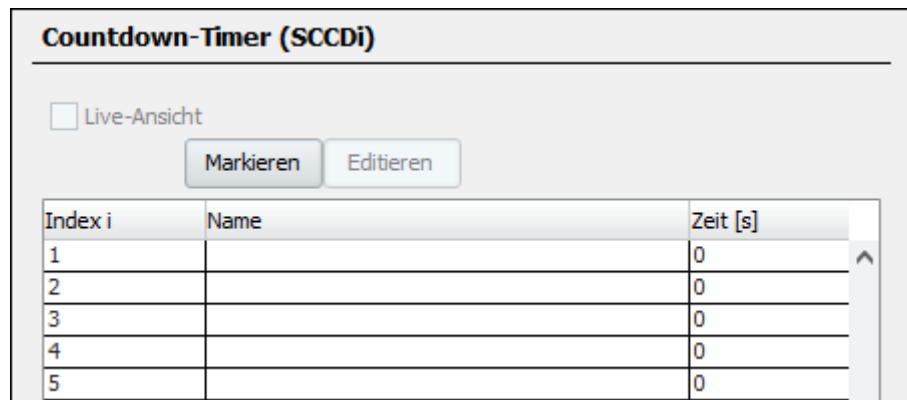 Countdown-Timer (SCCDi)
Live-Ansicht
Markieren Editieren
Index i Name Zeit [s]
1 0
2 0
3 0
4 0
5 0